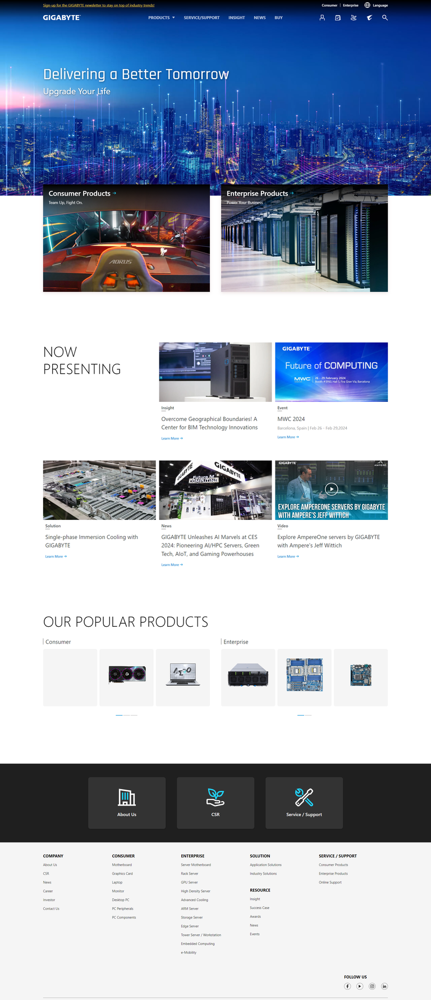 Sign-up for the GIGABYTE newsletter to stay on top of industry trends!
Consumer | Enterprise
Language
GIGABYTE
PRODUCTS
SERVICE/SUPPORT
INSIGHT
NEWS
BUY
Delivering a Better Tomorrow
Upgrade Your Life
Consumer Products →
Team Up, Fight On.
AORUS
Enterprise Products →
Power Your Business
NOW
PRESENTING
Insight
Overcome Geographical Boundaries! A
Center for BIM Technology Innovations
Learn More →
GIGABYTE
Future of COMPUTING
MWC
26 - 29 February 2024
Booth #5F60, Hall 5, Fira Gran Via, Barcelona
Event
MWC 2024
Barcelona, Spain | Feb 26 - Feb 29,2024
Learn More →
Solution
Single-phase Immersion Cooling with
GIGABYTE
Learn More →
GIGABYTE
GIGABYTE
Future of
COMPUTING
News
GIGABYTE Unleashes AI Marvels at CES
2024: Pioneering AI/HPC Servers, Green
Tech, AIoT, and Gaming Powerhouses
Learn More →
GIGABYTE
AMPERE
EXPLORE AMPEREONE SERVERS BY GIGABYTE
WITH AMPERE'S JEFF WITTICH
Video
Explore AmpereOne servers by GIGABYTE
with Ampere's Jeff Wittich
Learn More →
OUR POPULAR PRODUCTS
Consumer
Enterprise
About Us
CSR
Service / Support
COMPANY
About Us
CSR
News
Career
Investor
Contact Us
CONSUMER
Motherboard
Graphics Card
Laptop
Monitor
Desktop PC
PC Peripherals
PC Components
ENTERPRISE
Server Motherboard
Rack Server
GPU Server
High Density Server
Advanced Cooling
ARM Server
Storage Server
Edge Server
Tower Server / Workstation
Embedded Computing
e-Mobility
SOLUTION
Application Solutions
Industry Solutions
RESOURCE
Insight
Success Case
Awards
News
Events
SERVICE / SUPPORT
Consumer Products
Enterprise Products
Online Support
FOLLOW US